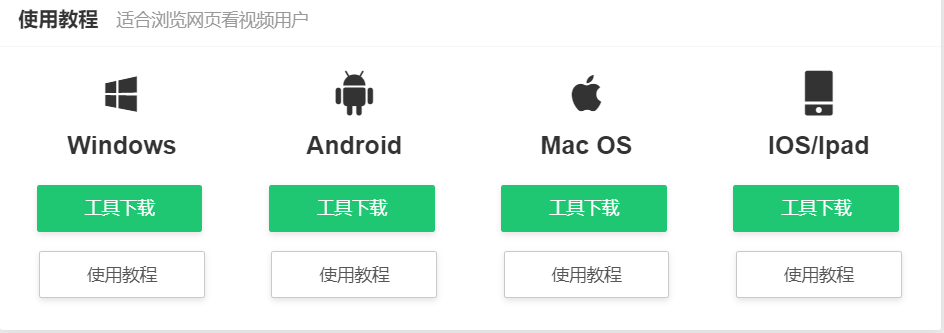 使用教程 适合浏览网页看视频用户
Windows Android Mac OS IOS/Ipad
工具下载 工具下载 工具下载 工具下载
使用教程 使用教程 使用教程 使用教程